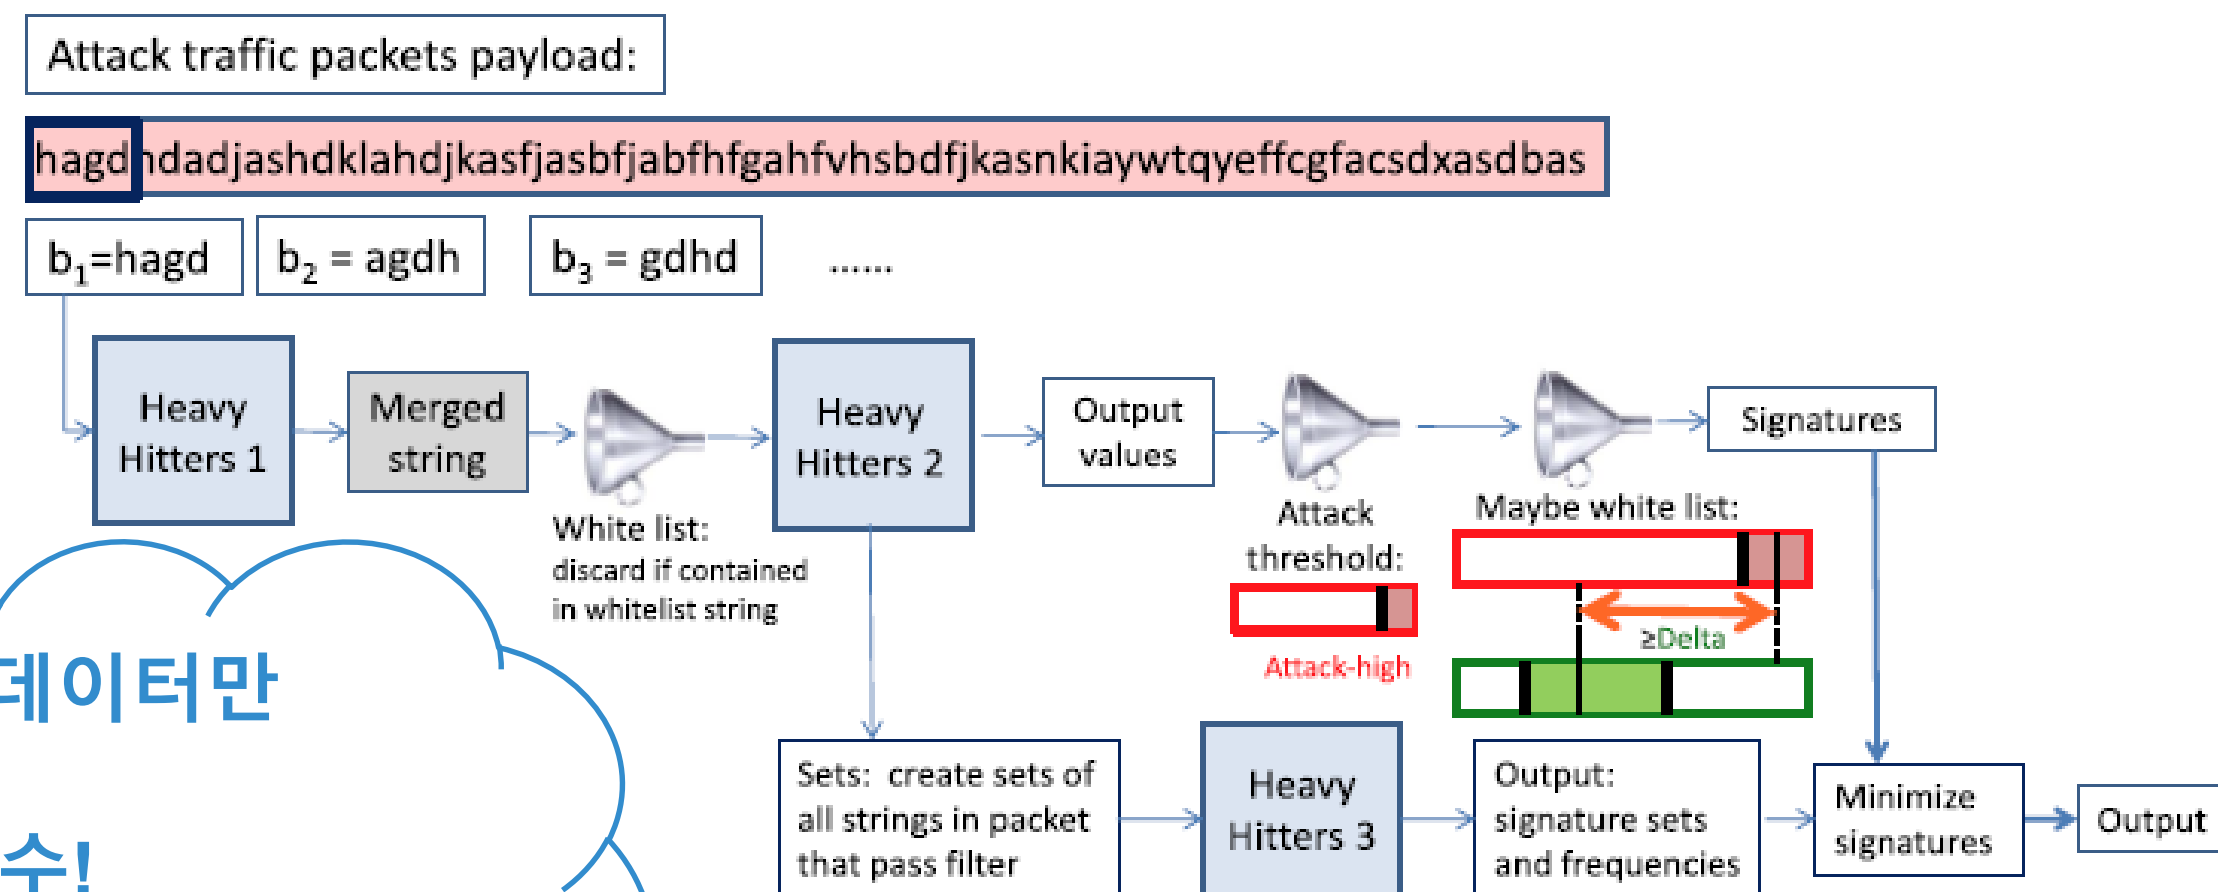 Attack traffic packets payload:
hagdhdadjashdklahdjkasfjasbfjabfhfgahfvhsbdfjkasnkiaywtqyeffcgfacsdxasdbas
b1=hagd
b2 = agdh
b3 = gdhd
......
Heavy
Hitters 1
Merged
string
White list:
discard if contained
in whitelist string
Heavy
Hitters 2
Output
values
Attack
threshold:
Attack-high
Maybe white list:
≥Delta
Signatures
데이터만
수!
Sets: create sets of
all strings in packet
that pass filter
Heavy
Hitters 3
Output:
signature sets
and frequencies
Minimize
signatures
Output